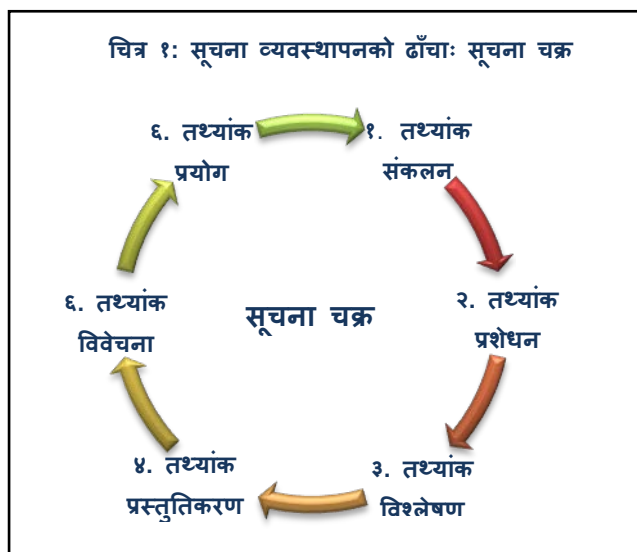 चित्र १: सूचना व्यवस्थापनको ढाँचाः सूचना चक्र
६. तथ्यांक
प्रयोग
१. तथ्यांक
संकलन
२. तथ्यांक
प्रशेधन
३. तथ्यांक
विश्लेषण
४. तथ्यांक
प्रस्तुतिकरण
६. तथ्यांक
विवेचना
सूचना चक्र